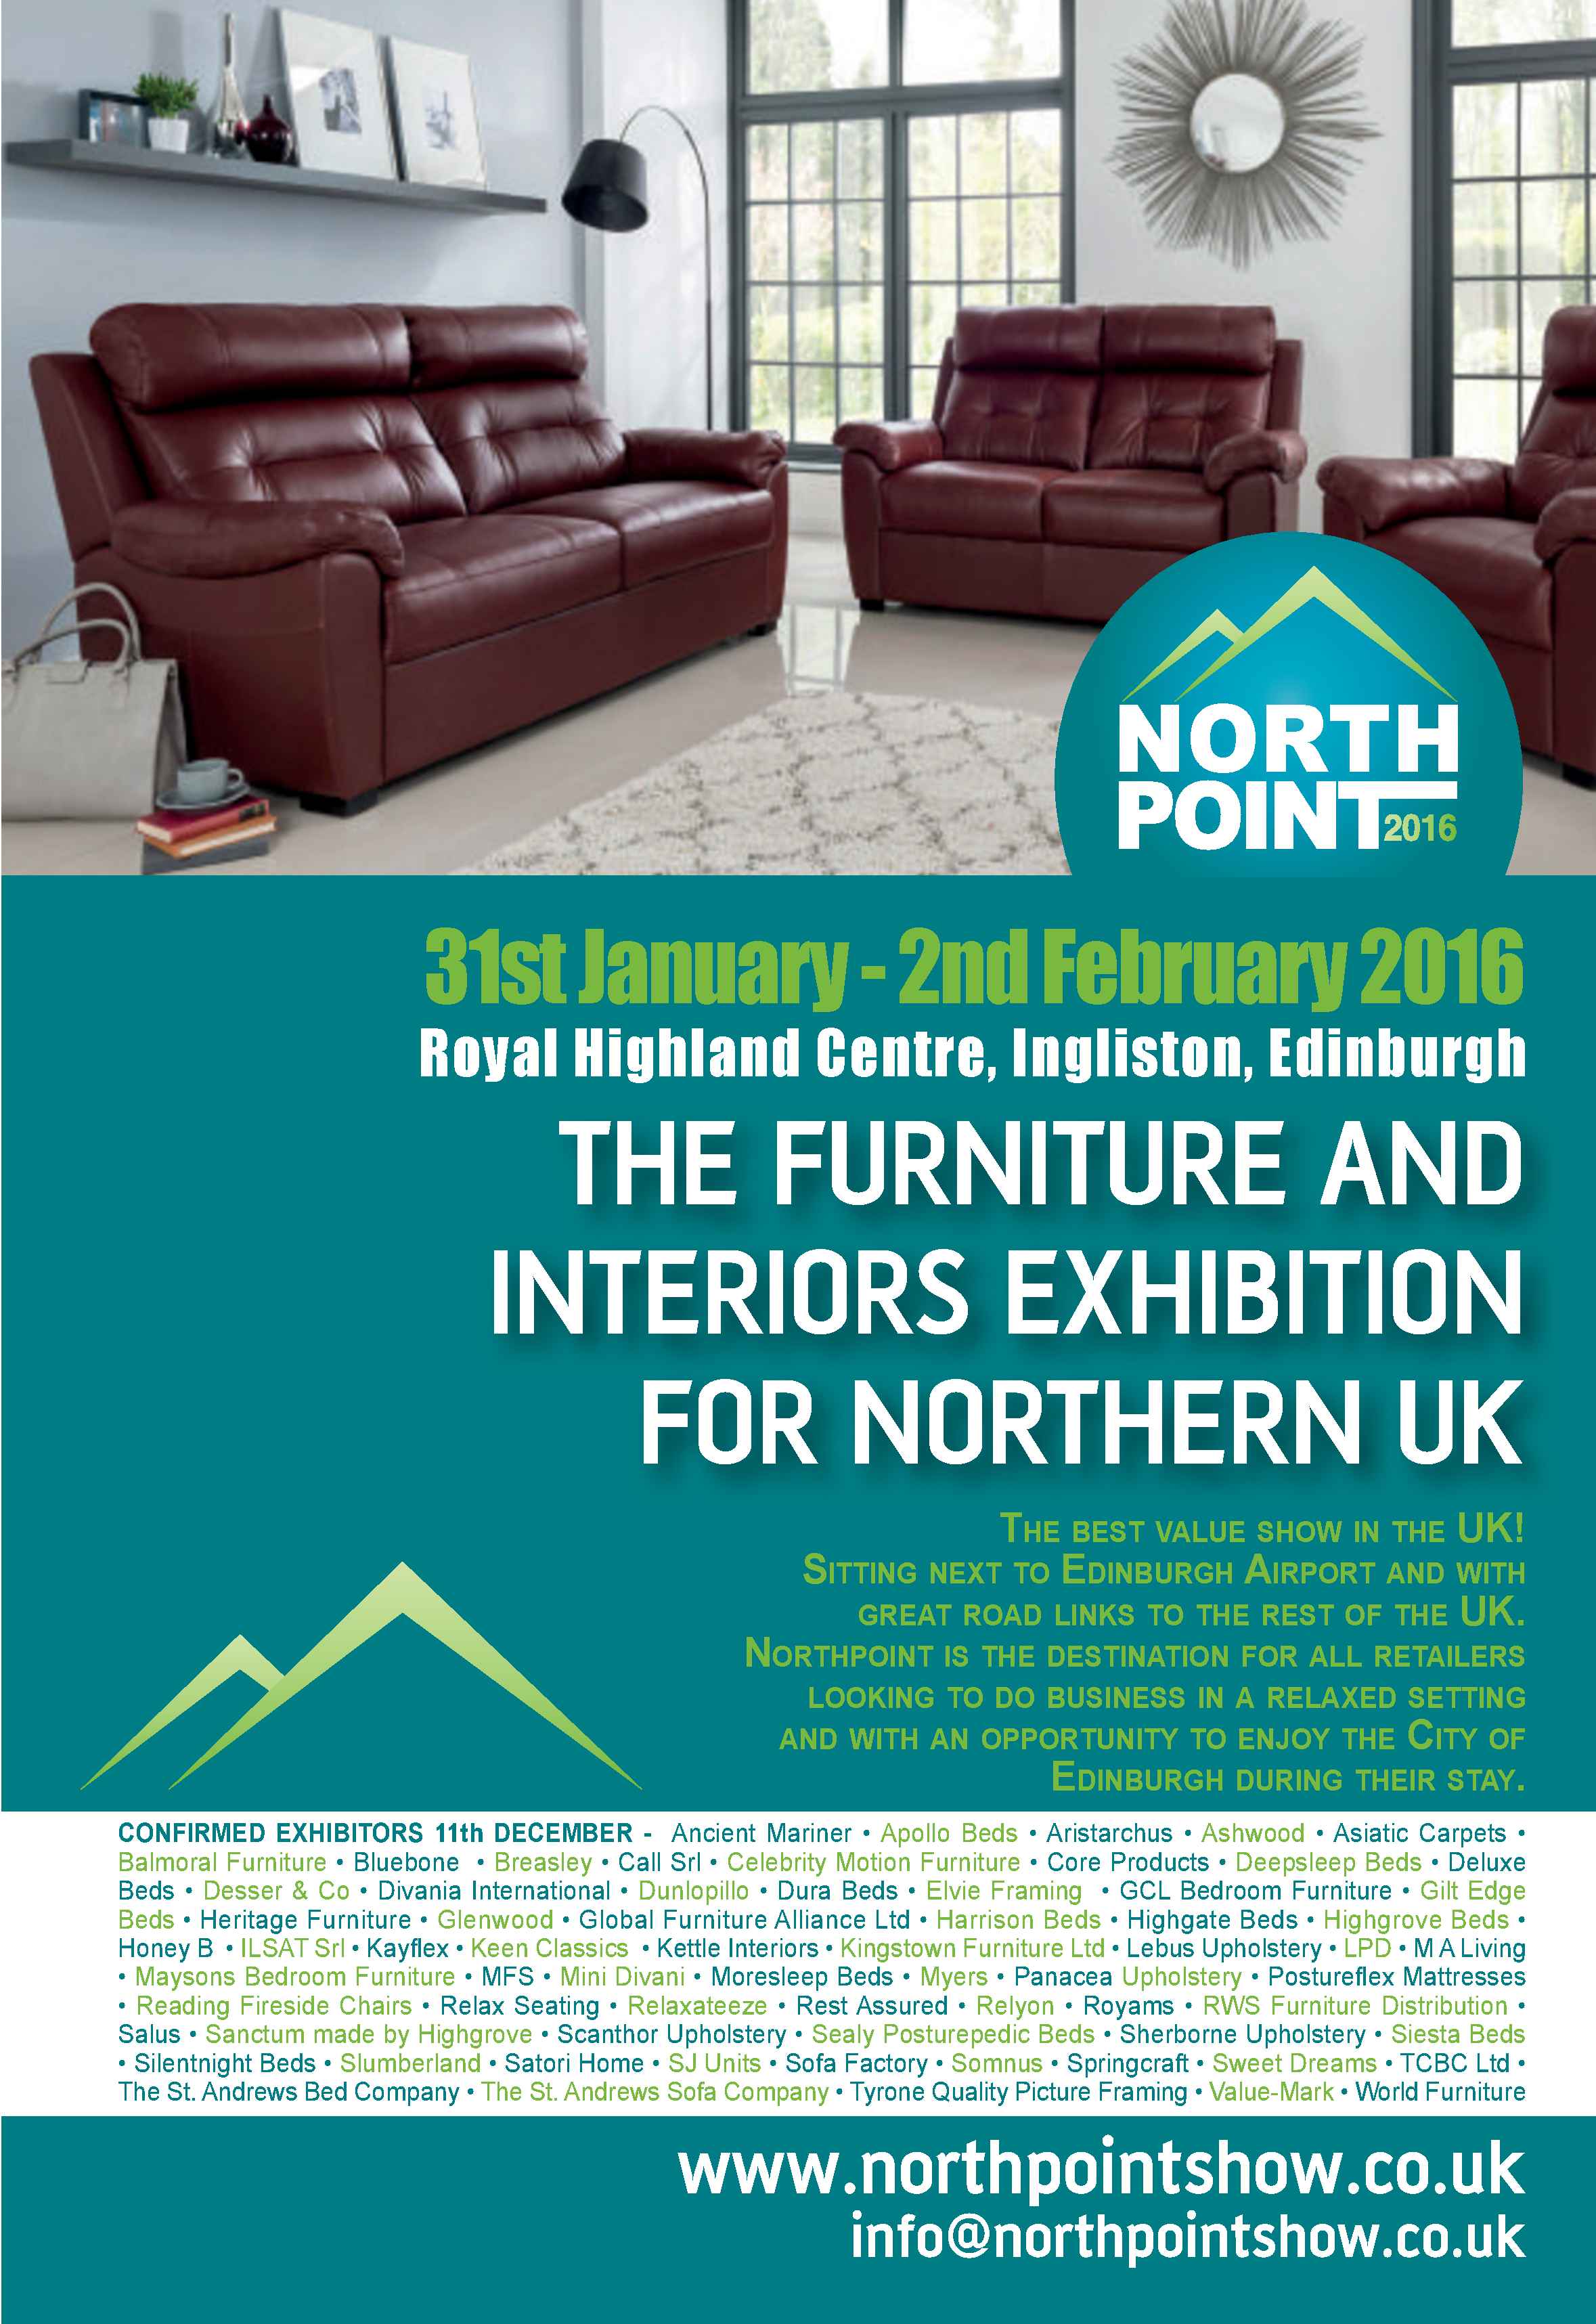 NORTH
POINT 2016
31st January - 2nd February 2016
Royal Highland Centre, Ingliston, Edinburgh
THE FURNITURE AND
INTERIORS EXHIBITION
FOR NORTHERN UK
The best value show in the UK!
Sitting next to Edinburgh Airport and with
great road links to the rest of the UK.
Northpoint is the destination for all retailers
looking to do business in a relaxed setting
and with an opportunity to enjoy the City of
Edinburgh during their stay.
CONFIRMED EXHIBITORS 11th DECEMBER - Ancient Mariner • Apollo Beds • Aristarchus • Ashwood • Asiatic Carpets •
Balmoral Furniture • Bluebone • Breasley • Call Srl • Celebrity Motion Furniture • Core Products • Deepsleep Beds • Deluxe
Beds • Desser & Co • Divania International • Dunlopillo • Dura Beds • Elvie Framing • GCL Bedroom Furniture • Gilt Edge
Beds • Heritage Furniture • Glenwood • Global Furniture Alliance Ltd • Harrison Beds • Highgate Beds • Highgrove Beds •
Honey B • ILSAT Srl • Kayflex • Keen Classics • Kettle Interiors • Kingstown Furniture Ltd • Lebus Upholstery • LPD • M A Living
• Maysons Bedroom Furniture • MFS • Mini Divani • Moresleep Beds • Myers • Panacea Upholstery • Postureflex Mattresses
• Reading Fireside Chairs • Relax Seating • Relaxateeze • Rest Assured • Relyon • Royams • RWS Furniture Distribution •
Salus • Sanctum made by Highgrove • Scanthor Upholstery • Sealy Posturepedic Beds • Sherborne Upholstery • Siesta Beds
• Silentnight Beds • Slumberland • Satori Home • SJ Units • Sofa Factory • Somnus • Springcraft • Sweet Dreams • TCBC Ltd •
The St. Andrews Bed Company • The St. Andrews Sofa Company • Tyrone Quality Picture Framing • Value-Mark • World Furniture
www.northpointshow.co.uk
info@northpointshow.co.uk